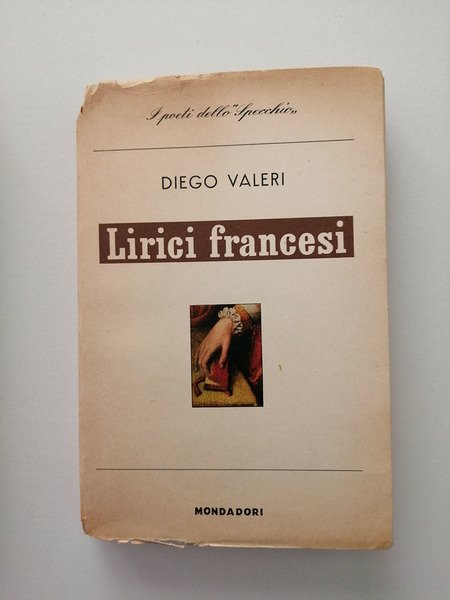 I poeti dello "Specchio„
DIEGO VALERI
Lirici francesi
MONDADORI